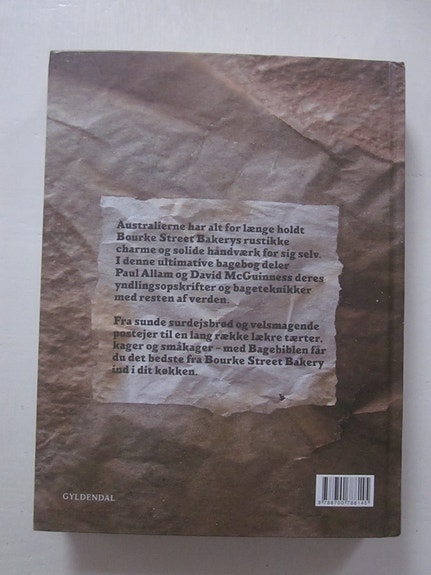 Australierne har alt for længe holdt
Bourke Street Bakerys rustikke
charme og solide håndværk for sig selv.
I denne ultimative bagebog deler
Paul Allam og David McGuinness deres
yndlingsopskrifter og bageteknikker
med resten af verden.
Fra sunde surdejsbrød og velsmagende
postejer til en lang række lækre tærter,
kager og småkager – med Bagebiblen får
du det bedste fra Bourke Street Bakery
ind i dit køkken.
GYLDENDAL